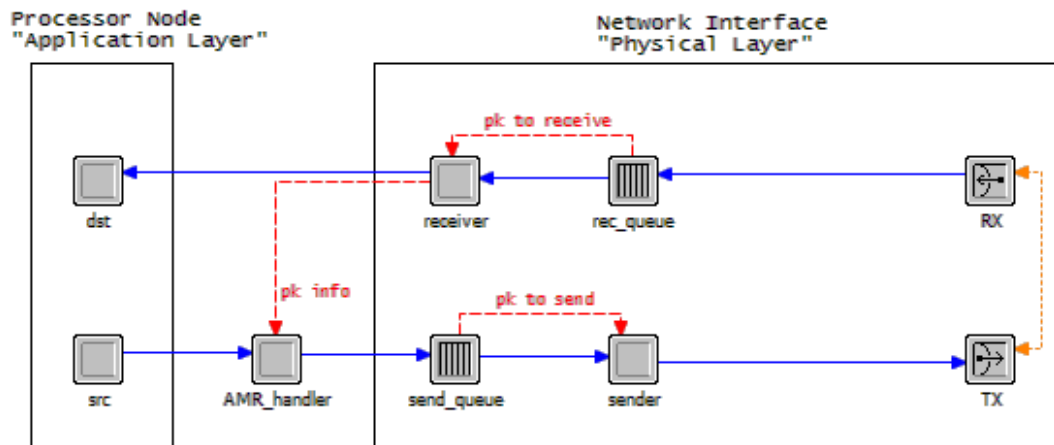 Processor Node
"Application Layer"
Network Interface
"Physical Layer"
pk to receive
dst
receiver
rec_queue
RX
pk info
pk to send
src
AMR_handler
send_queue
sender
TX